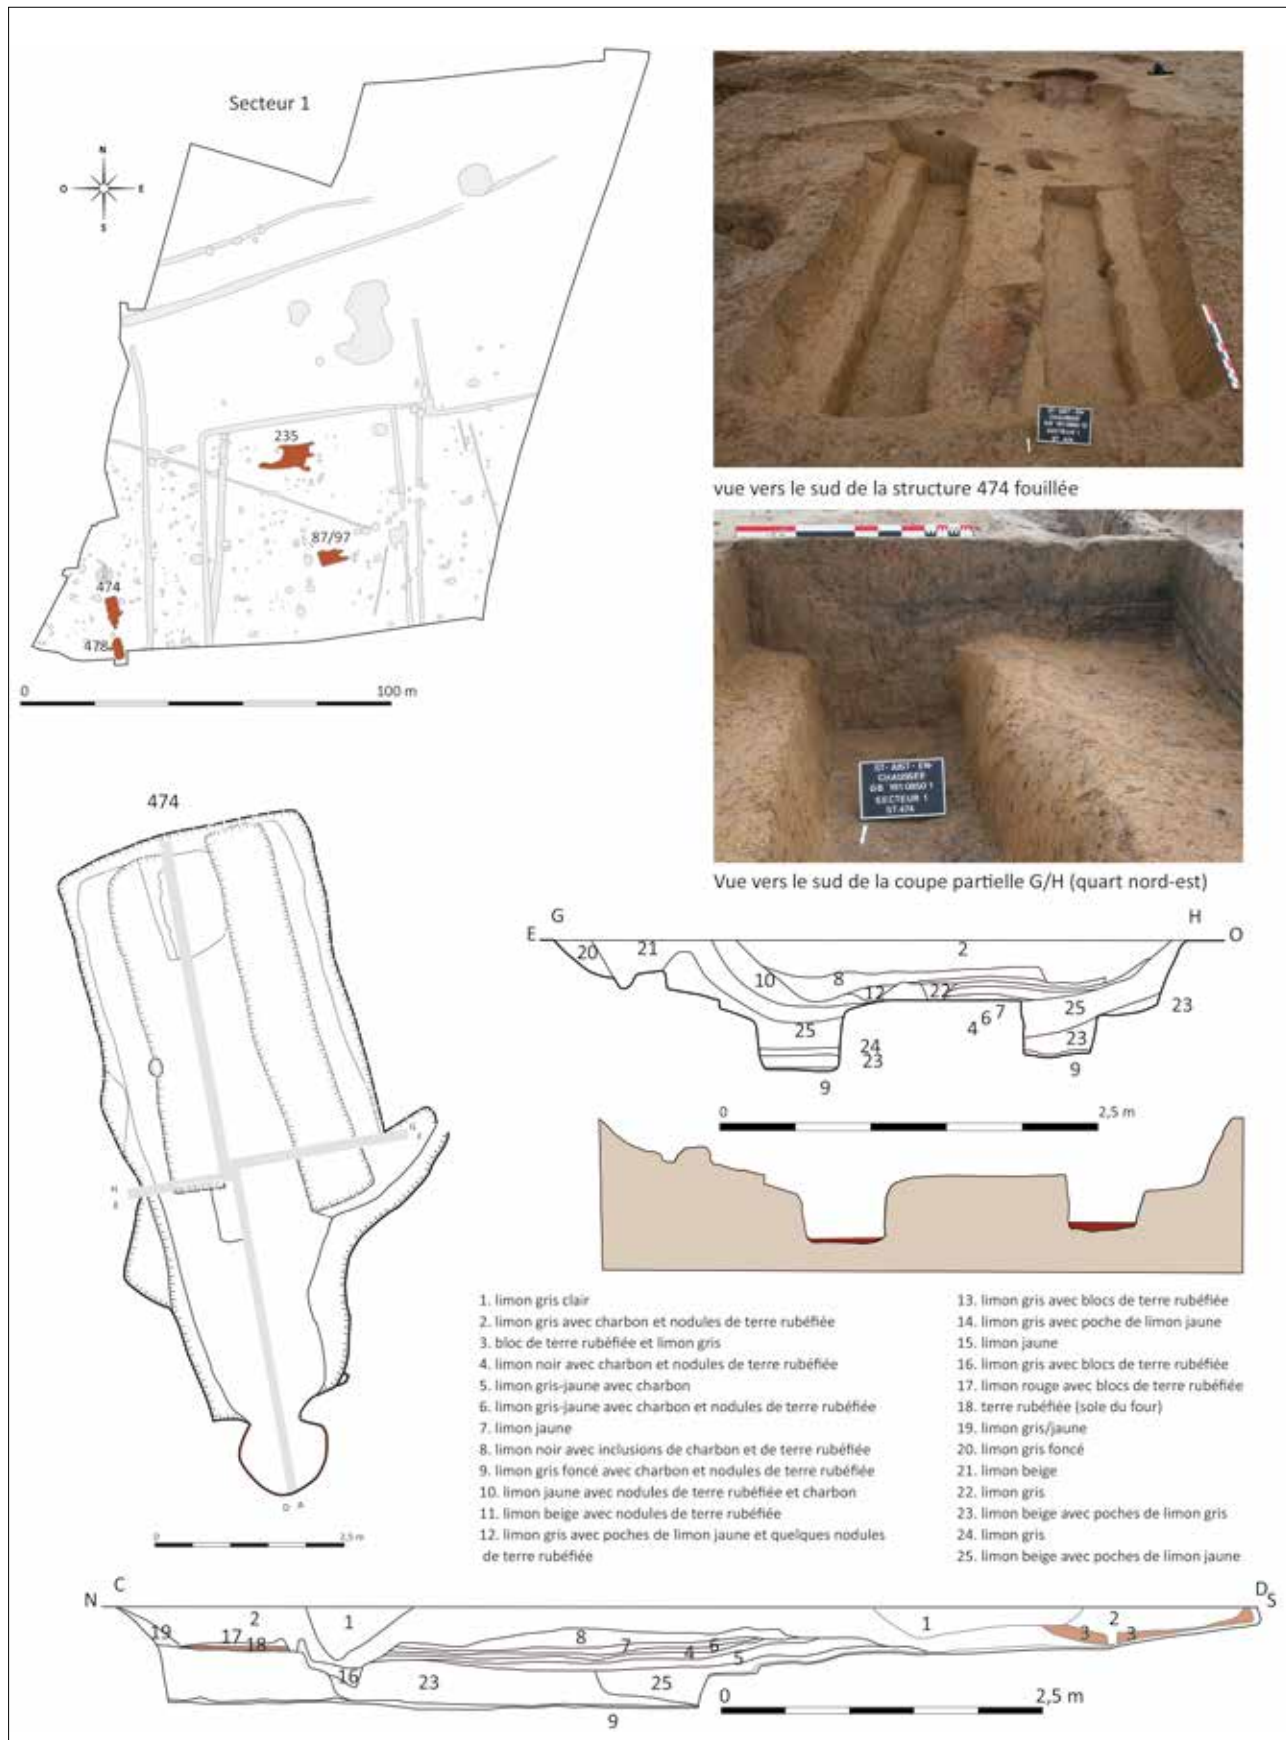 Secteur 1
N
O E
S
235
87/97
474
478
0 100 m
vue vers le sud de la structure 474 fouillée
ST-JUST-EN-
CHAUSSEE
SECTEUR 1
ST.474
Vue vers le sud de la coupe partielle G/H (quart nord-est)
474
G
E
H
E
D A
0 2,5 m
G H
E O
20 21 2
10 8 12 22
25 7 25 23
6
4
24 23
23
9 9
0 2,5 m
1. limon gris clair
2. limon gris avec charbon et nodules de terre rubéfiée
3. bloc de terre rubéfiée et limon gris
4. limon noir avec charbon et nodules de terre rubéfiée
5. limon gris-jaune avec charbon
6. limon gris-jaune avec charbon et nodules de terre rubéfiée
7. limon jaune
8. limon noir avec inclusions de charbon et de terre rubéfiée
9. limon gris foncé avec charbon et nodules de terre rubéfiée
10. limon jaune avec nodules de terre rubéfiée et charbon
11. limon beige avec nodules de terre rubéfiée
12. limon gris avec poches de limon jaune et quelques nodules
de terre rubéfiée
13. limon gris avec blocs de terre rubéfiée
14. limon gris avec poche de limon jaune
15. limon jaune
16. limon gris avec blocs de terre rubéfiée
17. limon rouge avec blocs de terre rubéfiée
18. terre rubéfiée (sole du four)
19. limon gris/jaune
20. limon gris foncé
21. limon beige
22. limon gris
23. limon beige avec poches de limon gris
24. limon gris
25. limon beige avec poches de limon jaune
C D
N S
2 1 1 2
19 17 18 8 7 6 3 3
4 5
16 23 25
0 2,5 m
9